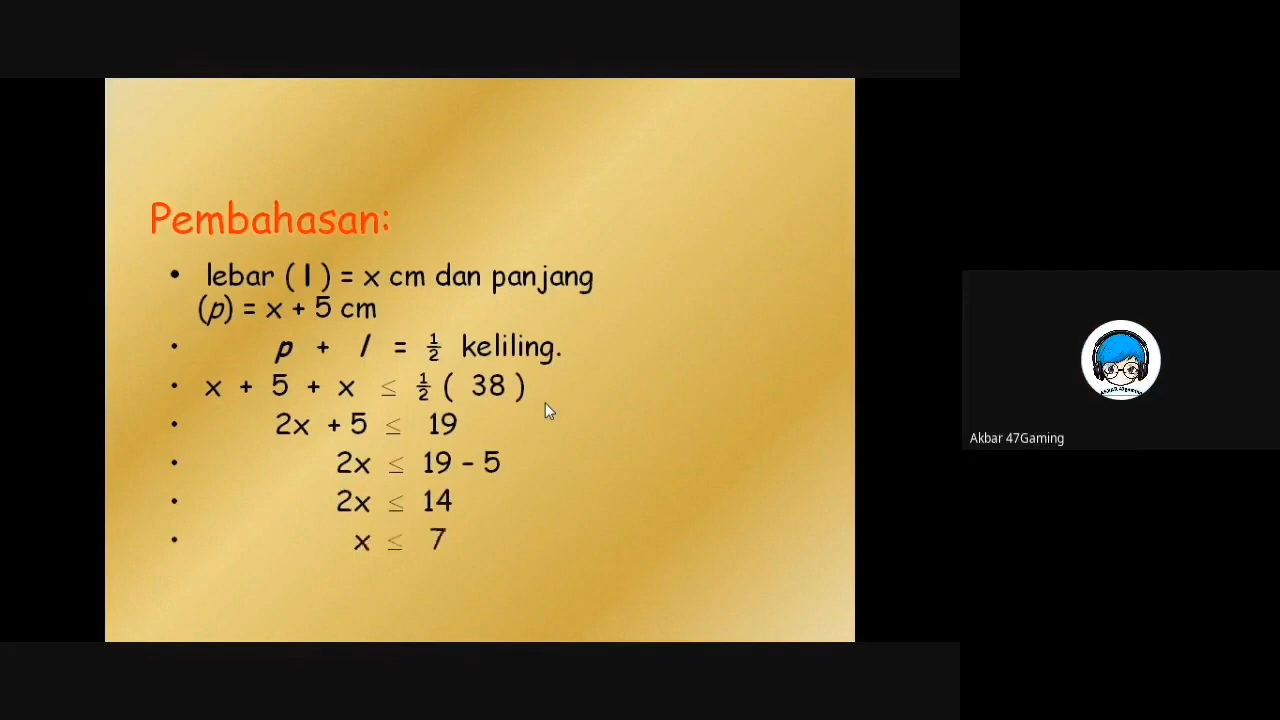 Pembahasan:
• lebar ( l ) = x cm dan panjang
(p) = x + 5 cm
• p + l = ½ keliling.
• x + 5 + x ≤ ½ ( 38 )
• 2x + 5 ≤ 19
• 2x ≤ 19 – 5
• 2x ≤ 14
• x ≤ 7
Akbar 47Gaming